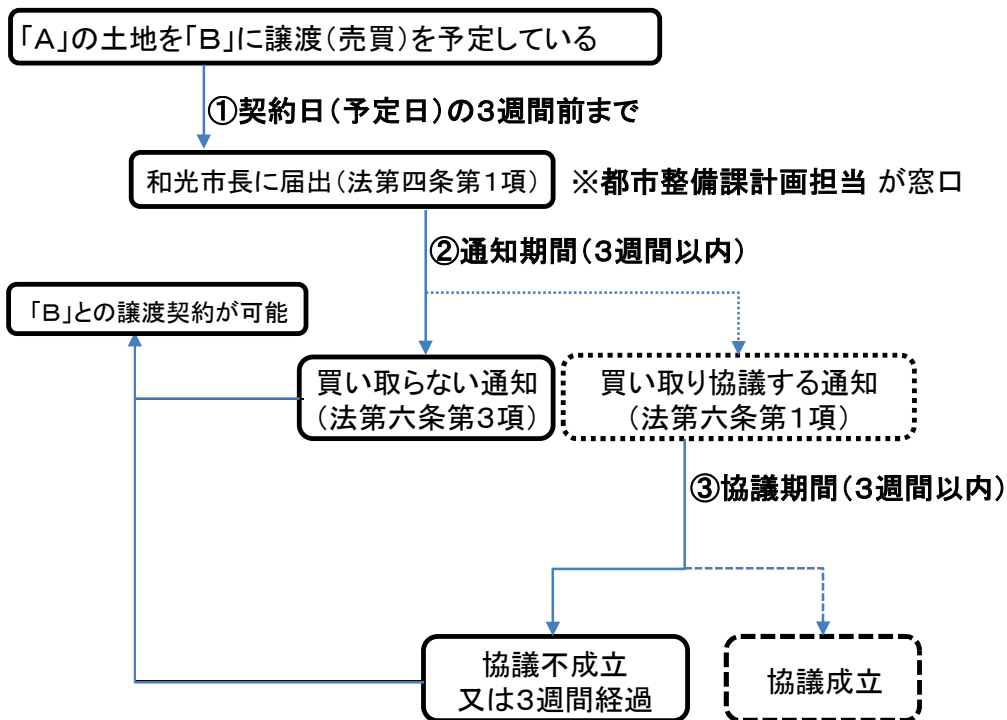 「A」の土地を「B」に譲渡(売買)を予定している
①契約日(予定日)の3週間前まで
和光市長に届出(法第四条第1項) ※都市整備課計画担当 が窓口
②通知期間(3週間以内)
「B」との譲渡契約が可能
買い取らない通知
(法第六条第3項)
買い取り協議する通知
(法第六条第1項)
③協議期間(3週間以内)
協議不成立
又は3週間経過
協議成立